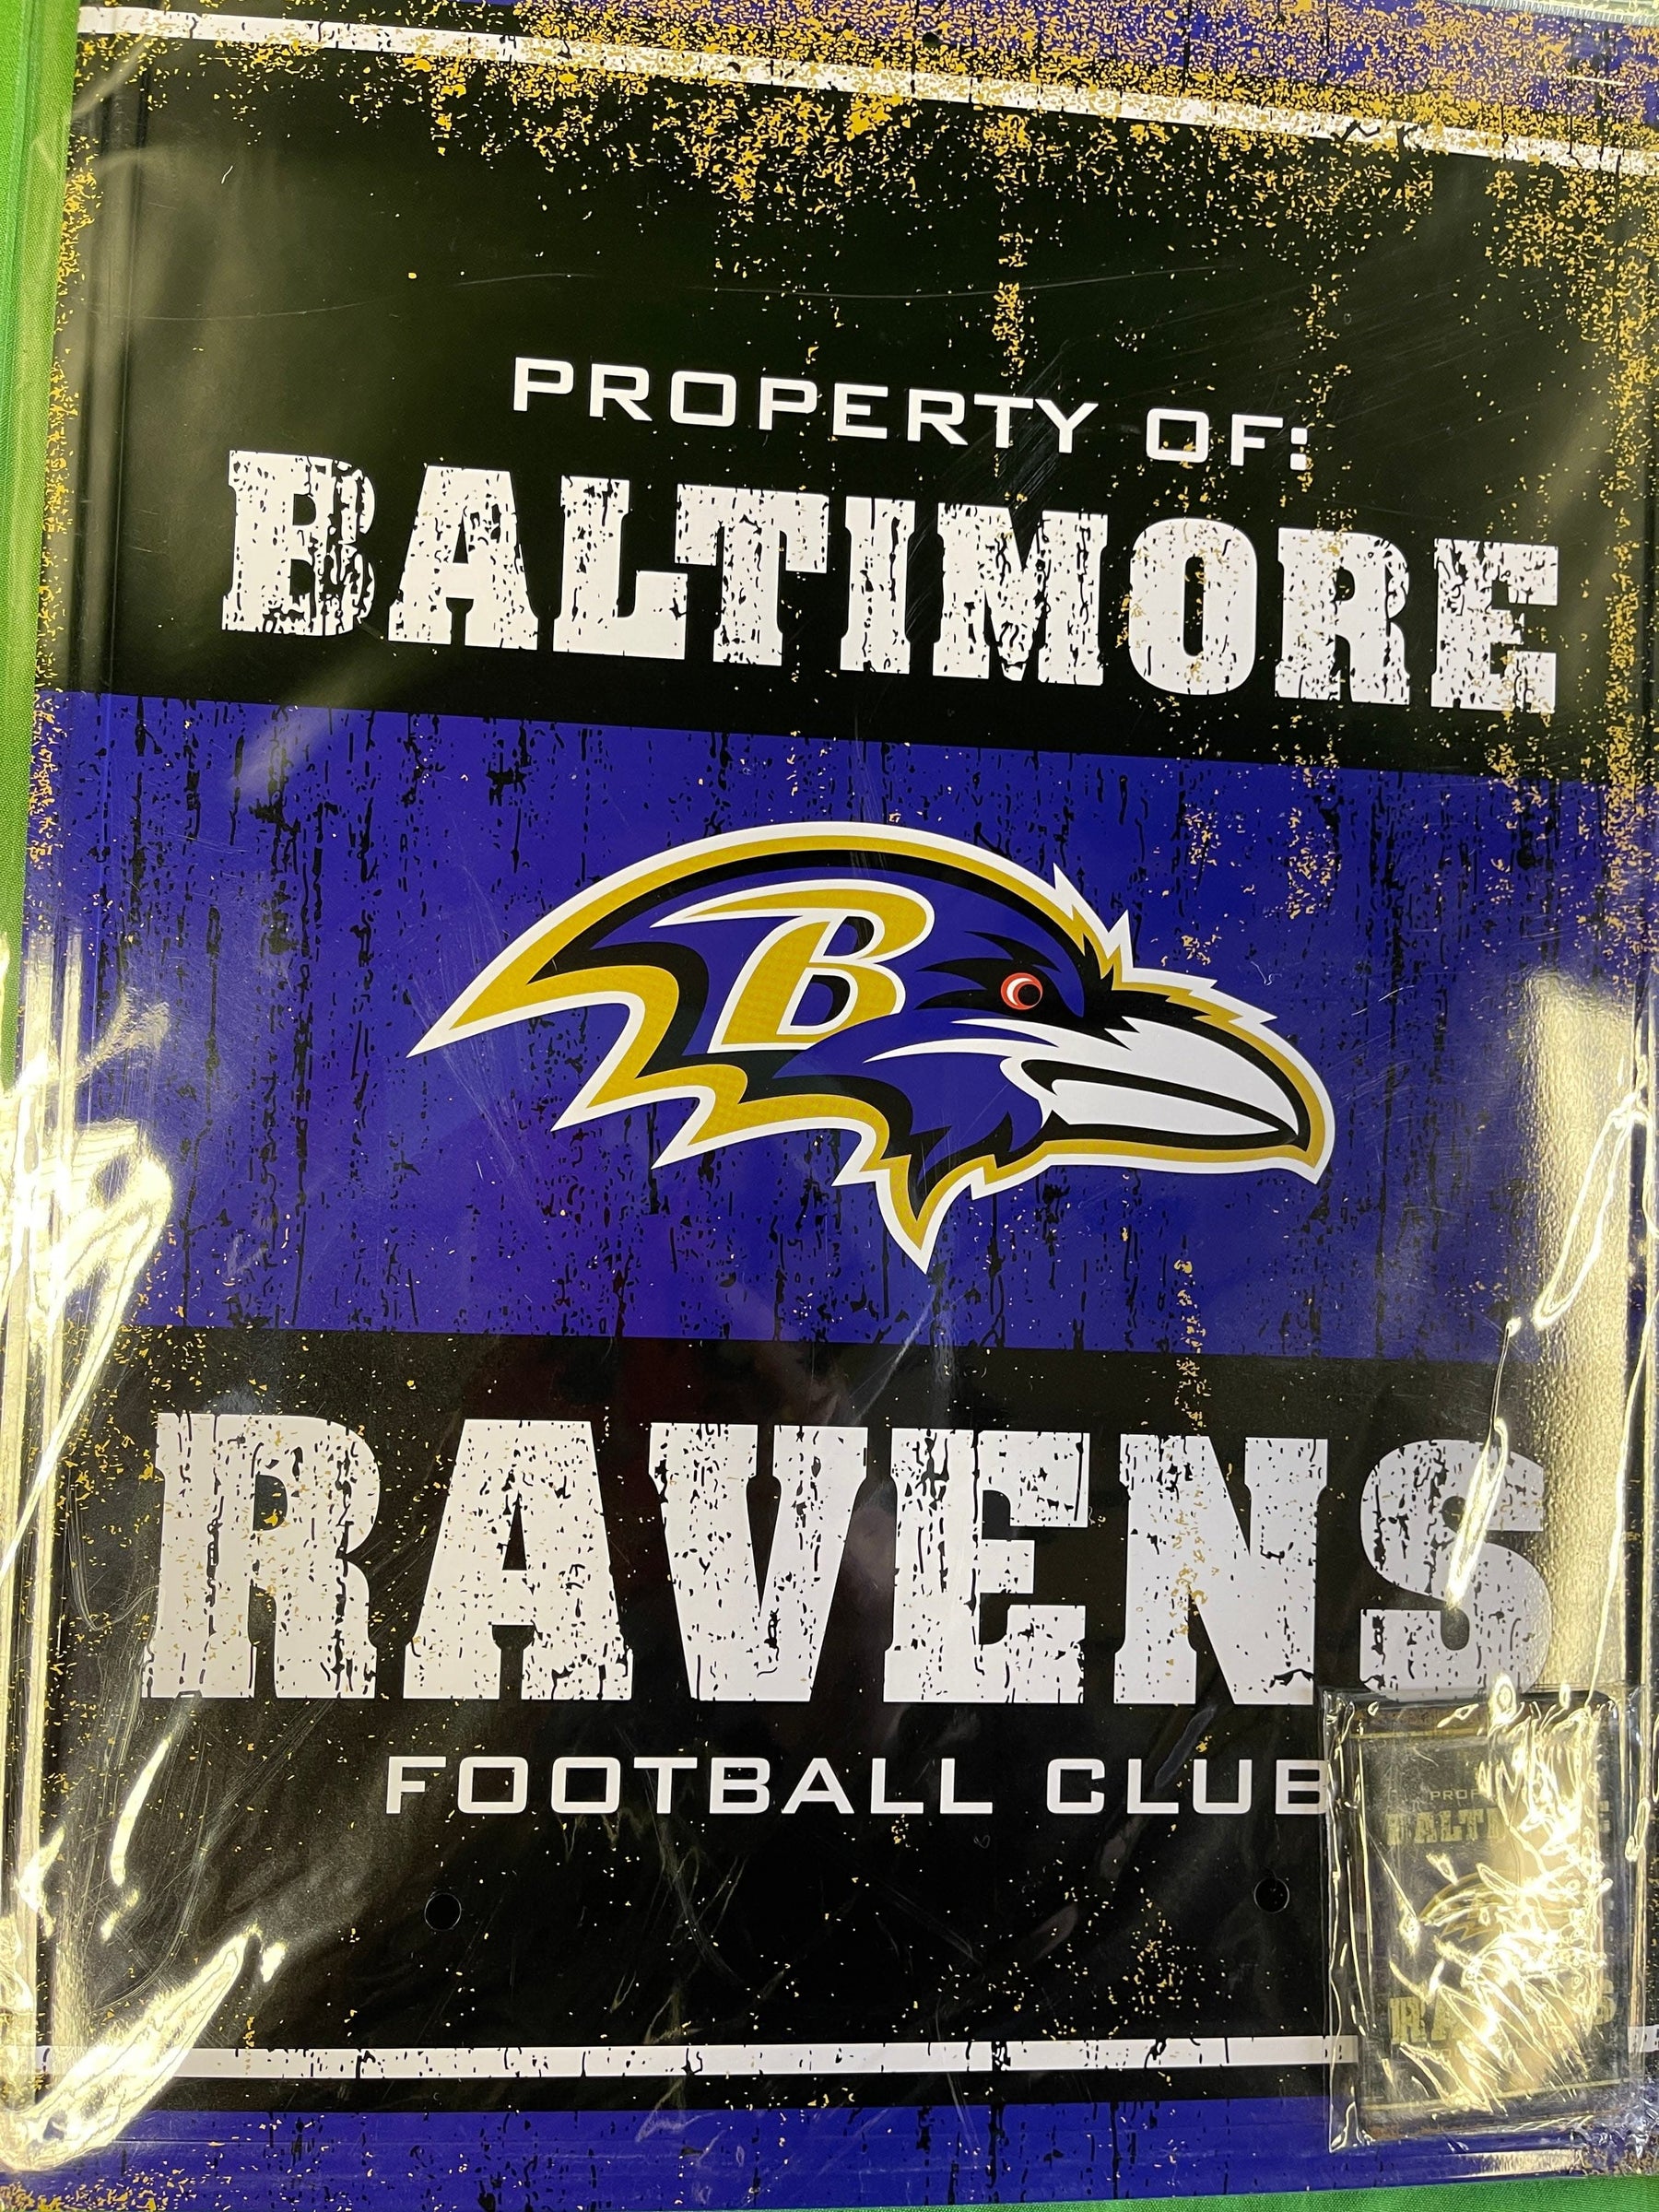 PROPERTY OF:
BALTIMORE
B
RAVENS
FOOTBALL CLUB